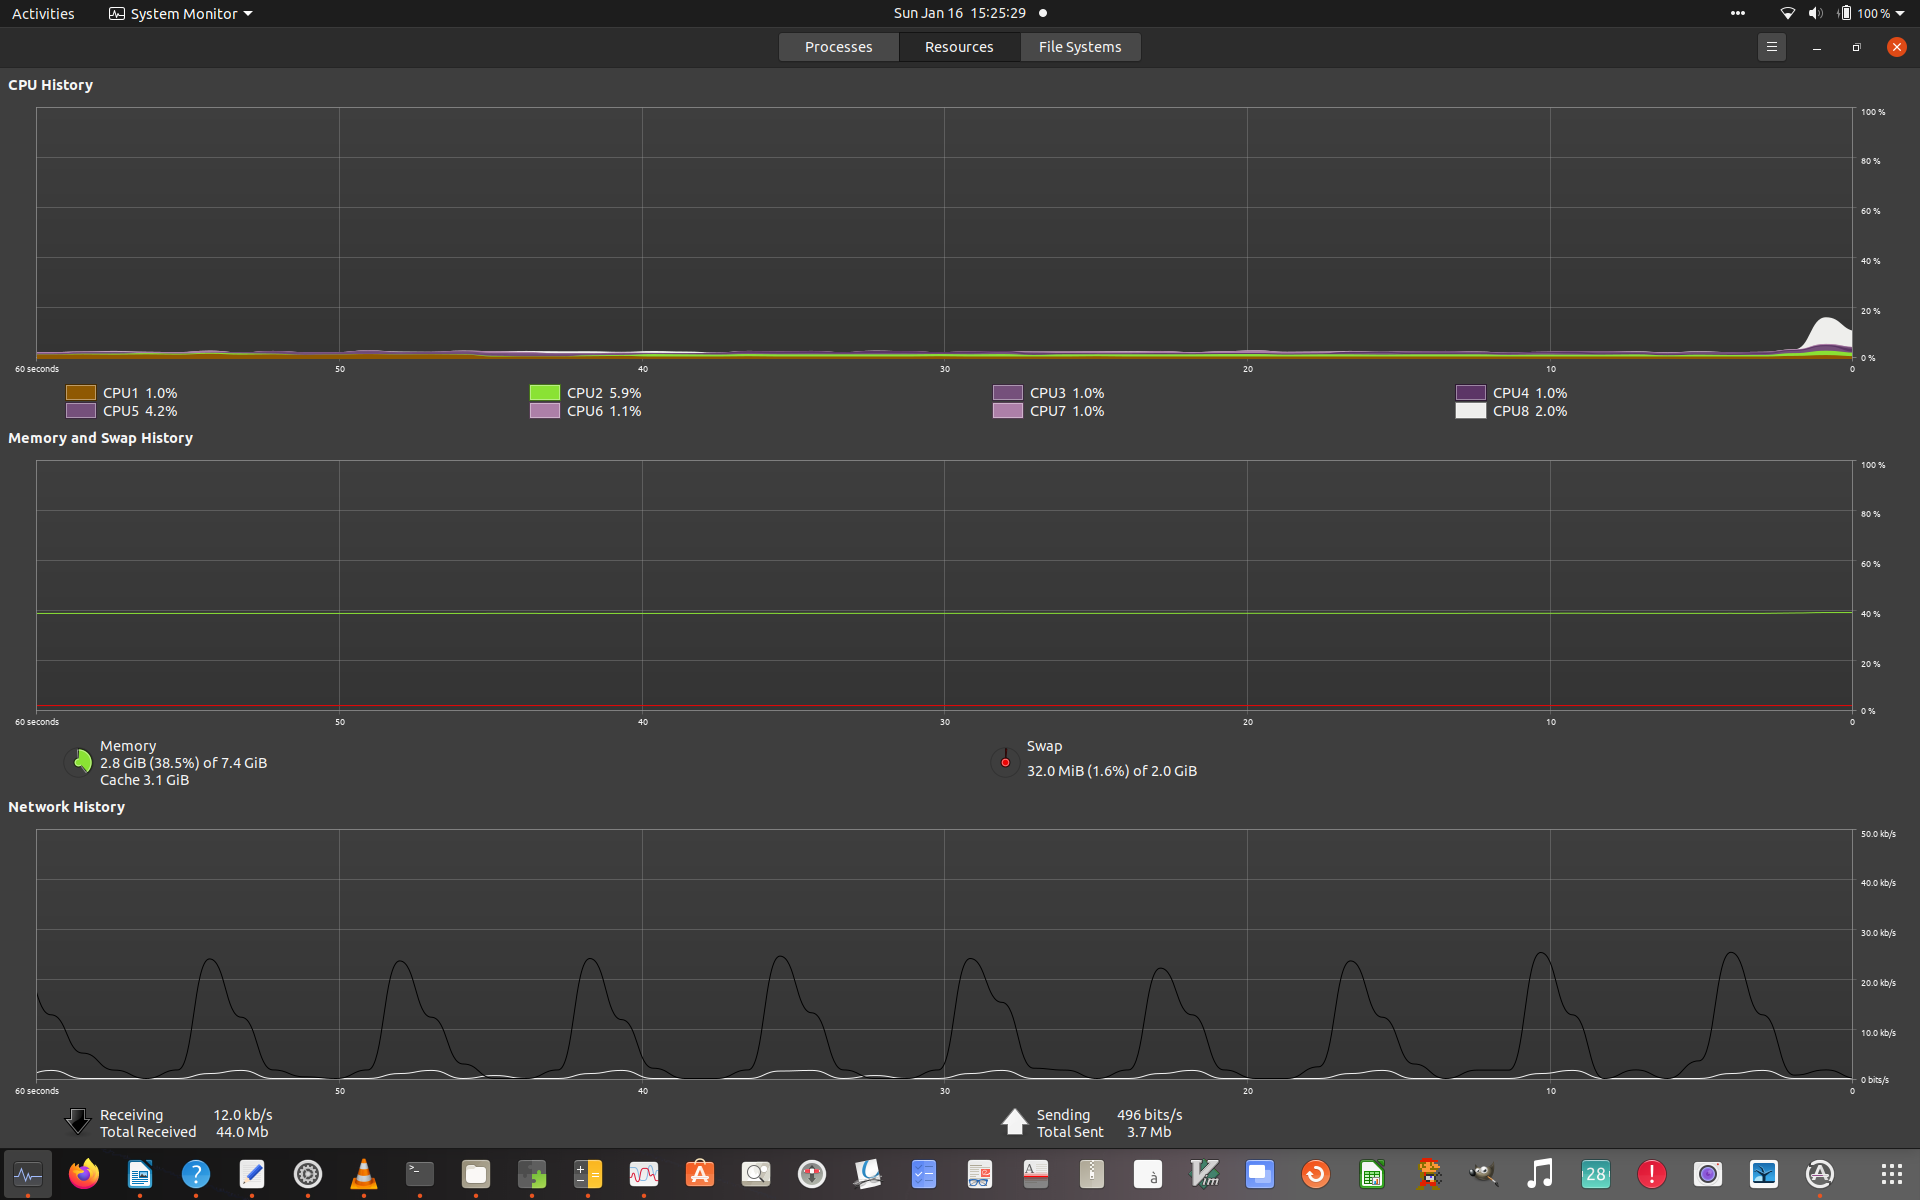 Activities System Monitor Sun Jan 16 15:25:29 100 %
Processes Resources File Systems
CPU History
100 %
80 %
60 %
40 %
20 %
0 %
60 seconds 50 40 30 20 10 0
CPU1 1.0% CPU2 5.9% CPU3 1.0% CPU4 1.0%
CPU5 4.2% CPU6 1.1% CPU7 1.0% CPU8 2.0%
Memory and Swap History
100 %
80 %
60 %
40 %
20 %
0 %
60 seconds 50 40 30 20 10 0
Memory Swap
2.8 GiB (38.5%) of 7.4 GiB 32.0 MiB (1.6%) of 2.0 GiB
Cache 3.1 GiB
Network History
50.0 kb/s
40.0 kb/s
30.0 kb/s
20.0 kb/s
10.0 kb/s
0 bits/s
60 seconds 50 40 30 20 10 0
Receiving 12.0 kb/s Sending 496 bits/s
Total Received 44.0 Mb Total Sent 3.7 Mb
? >_ A A à Vim 28 !